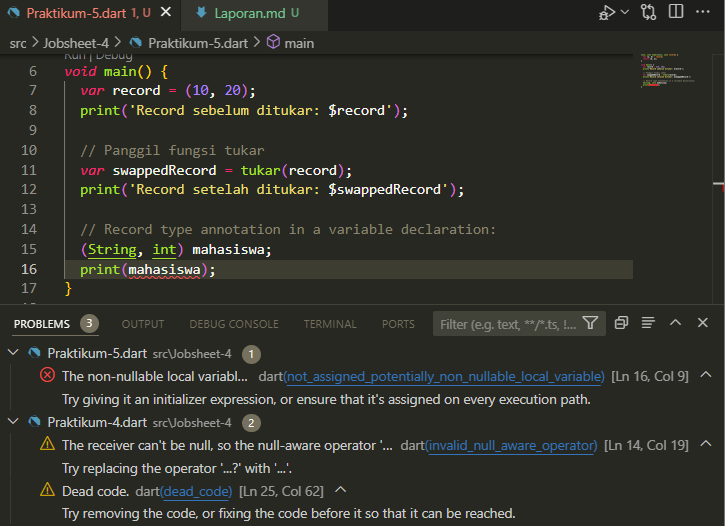 Praktikum-5.dart 1, U
Laporan.md U
src > Jobsheet-4 > Praktikum-5.dart > main
Run | Debug
6 void main() {
7 var record = (10, 20);
8 print('Record sebelum ditukar: $record');
9
10 // Panggil fungsi tukar
11 var swappedRecord = tukar(record);
12 print('Record setelah ditukar: $swappedRecord');
13
14 // Record type annotation in a variable declaration:
15 (String, int) mahasiswa;
16 print(mahasiswa);
17 }
PROBLEMS 3 OUTPUT DEBUG CONSOLE TERMINAL PORTS Filter (e.g. text, **/*.ts, !...
Praktikum-5.dart src\Jobsheet-4 1
The non-nullable local variabl... dart(not_assigned_potentially_non_nullable_local_variable) [Ln 16, Col 9]
Try giving it an initializer expression, or ensure that it's assigned on every execution path.
Praktikum-4.dart src\Jobsheet-4 2
The receiver can't be null, so the null-aware operator '... dart(invalid_null_aware_operator) [Ln 14, Col 19]
Try replacing the operator '...?' with '...'.
Dead code. dart(dead_code) [Ln 25, Col 62]
Try removing the code, or fixing the code before it so that it can be reached.